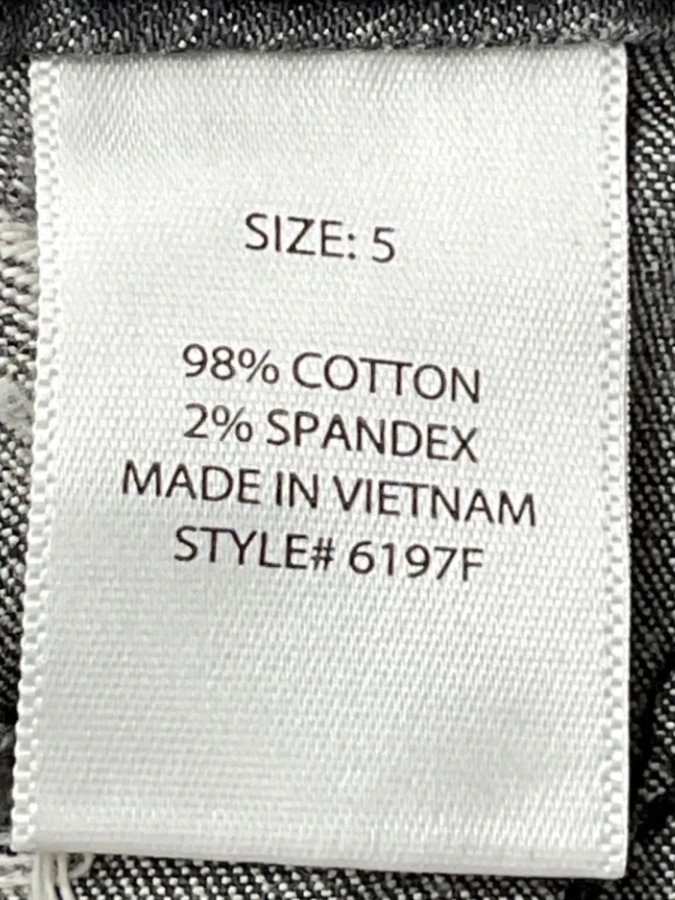 SIZE: 5
98% COTTON
2% SPANDEX
MADE IN VIETNAM
STYLE# 6197F